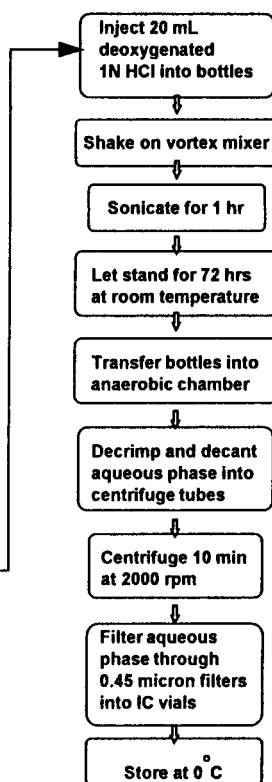 Inject 20 mL
deoxygenated
1N HCl into bottles
Shake on vortex mixer
Sonicate for 1 hr
Let stand for 72 hrs
at room temperature
Transfer bottles into
anaerobic chamber
Decrimp and decant
aqueous phase into
centrifuge tubes
Centrifuge 10 min
at 2000 rpm
Filter aqueous
phase through
0.45 micron filters
into IC vials
Store at 0°C